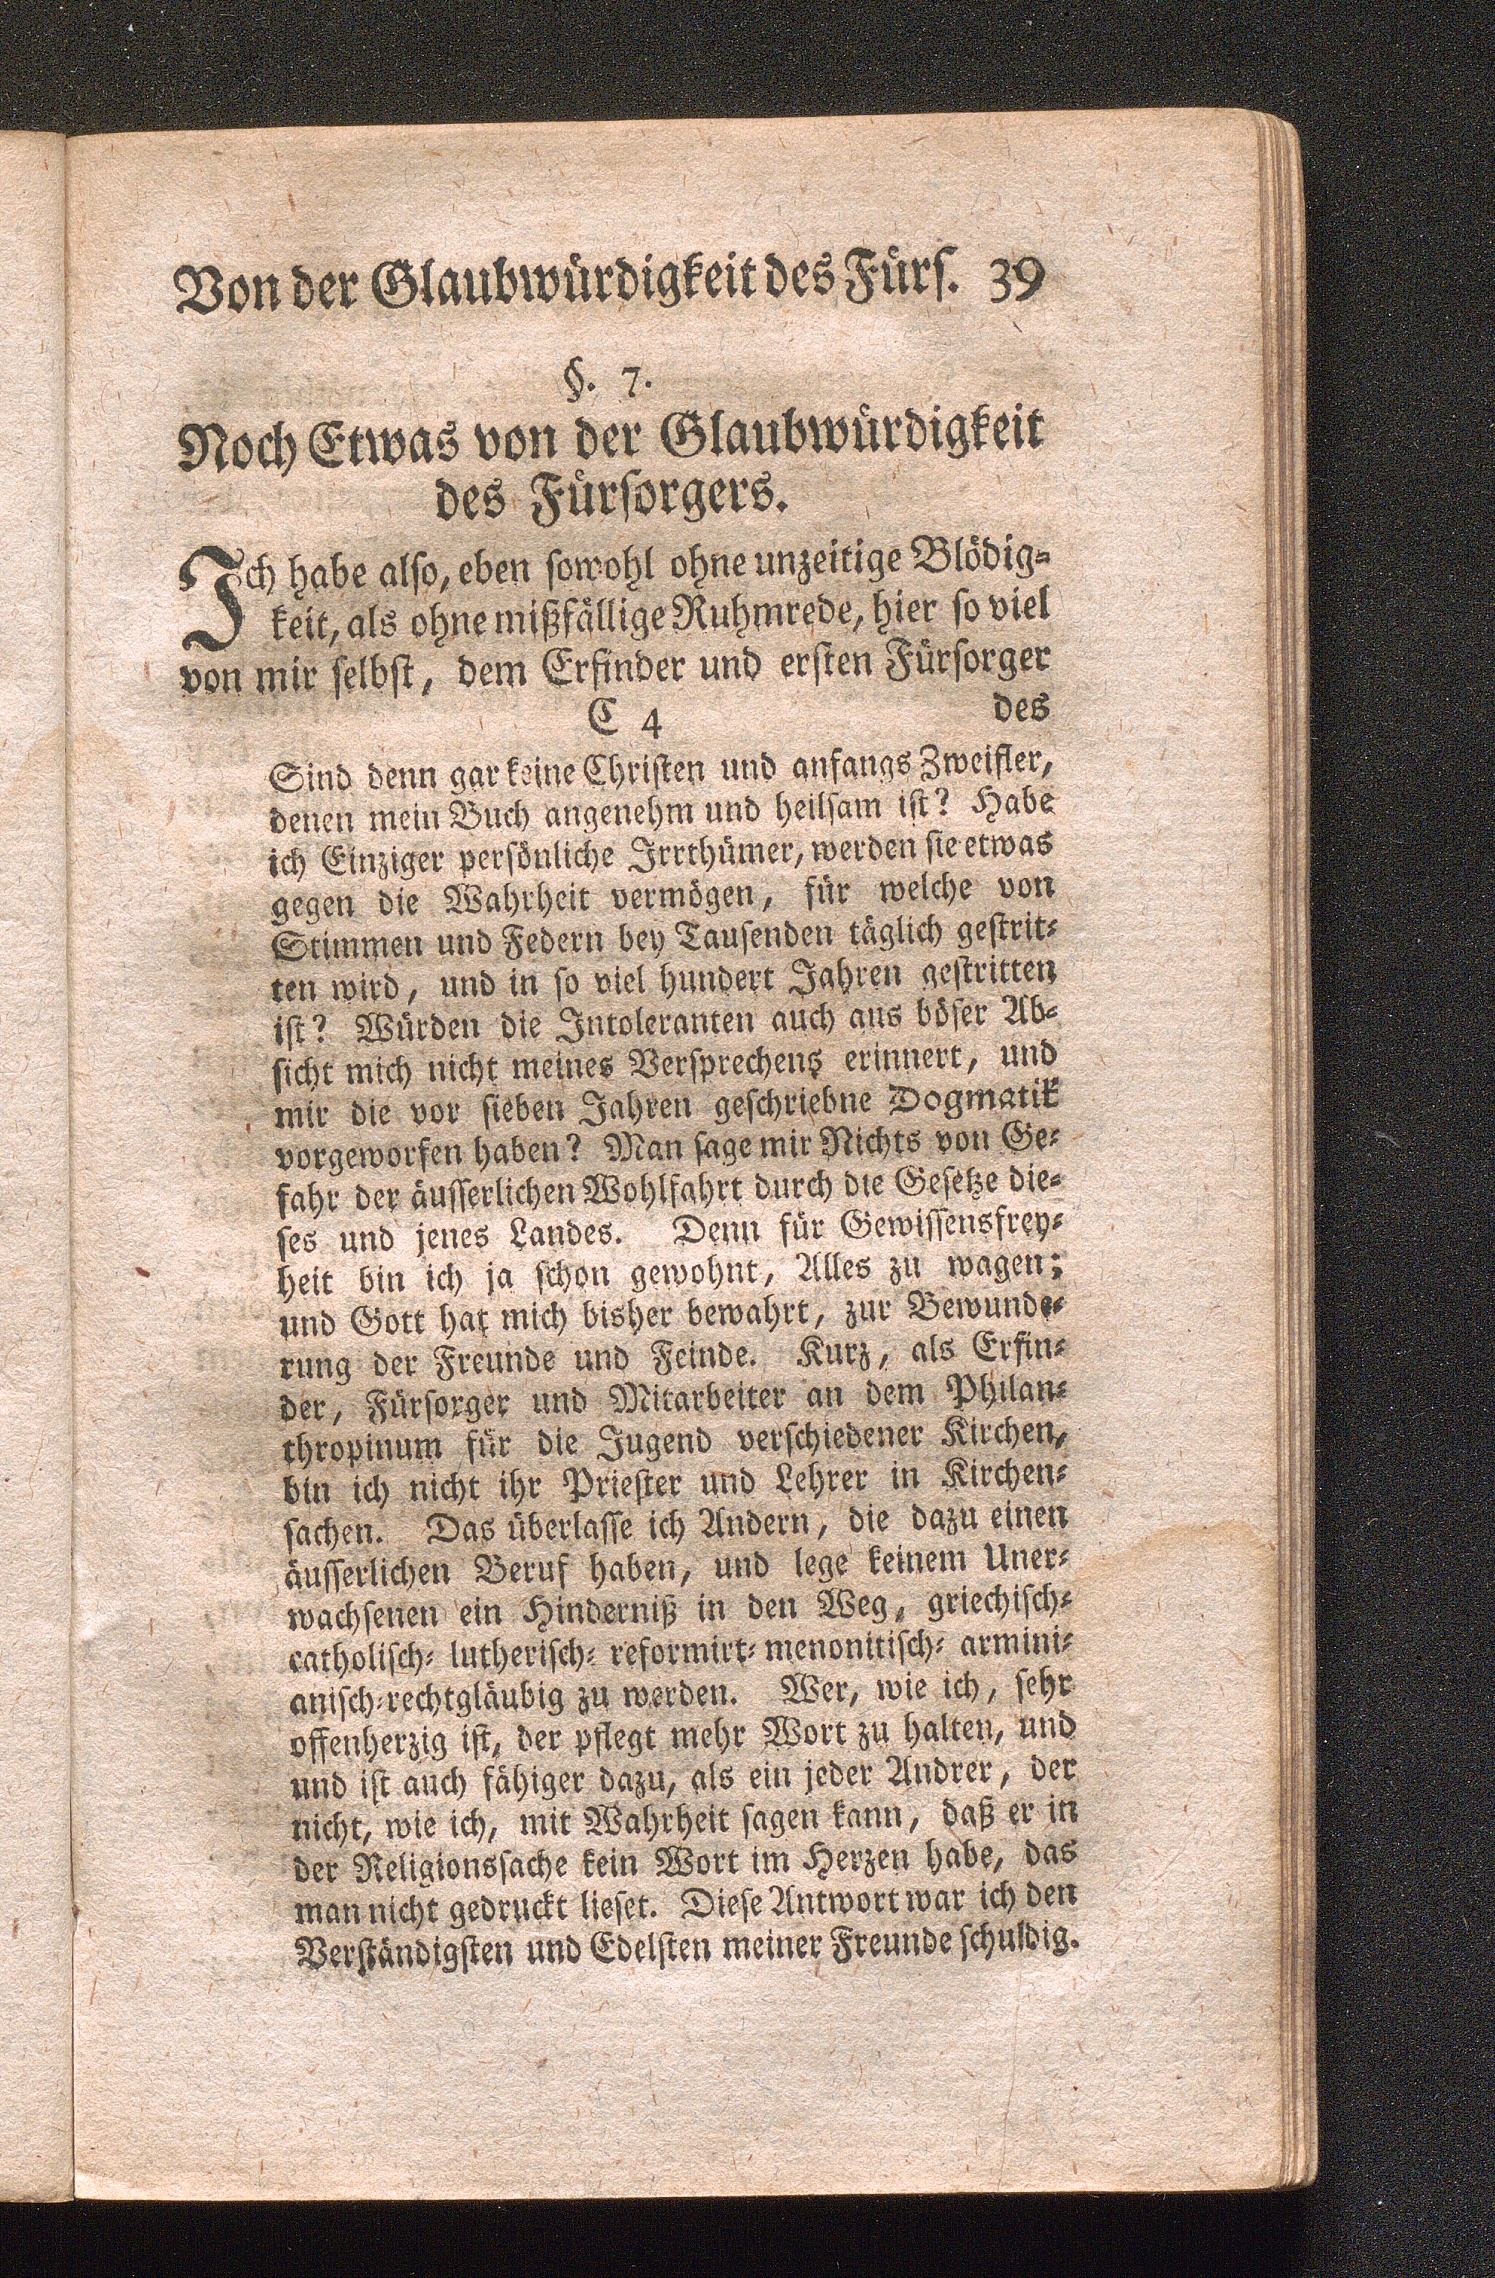 Von der Glaubwürdigkeit des Fürs. 39
§. 7.
Noch Etwas von der Glaubwürdigkeit
des Fürsorgers.
Ich habe also, eben sowohl ohne unzeitige Blödig-
keit, als ohne mißfällige Ruhmrede, hier so viel
von mir selbst, dem Erfinder und ersten Fürsorger
C 4 des
Sind denn gar keine Christen und anfangs Zweifler,
denen mein Buch angenehm und heilsam ist? Habe
ich Einziger persönliche Irrthümer, werden sie etwas
gegen die Wahrheit vermögen, für welche von
Stimmen und Federn bey Tausenden täglich gestrit-
ten wird, und in so viel hundert Jahren gestritten
ist? Würden die Intoleranten auch aus böser Ab-
sicht mich nicht meines Versprechens erinnert, und
mir die vor sieben Jahren geschriebne Dogmatik
vorgeworfen haben? Man sage mir Nichts von Ge-
fahr der äusserlichen Wohlfahrt durch die Gesetze die-
ses und jenes Landes. Denn für Gewissensfrey-
heit bin ich ja schon gewohnt, Alles zu wagen;
und Gott hat mich bisher bewahrt, zur Bewunde-
rung der Freunde und Feinde. Kurz, als Erfin-
der, Fürsorger und Mitarbeiter an dem Philan-
thropinum für die Jugend verschiedener Kirchen,
bin ich nicht ihr Priester und Lehrer in Kirchen-
sachen. Das überlasse ich Andern, die dazu einen
äusserlichen Beruf haben, und lege keinem Uner-
wachsenen ein Hinderniß in den Weg, griechisch-
catholisch- lutherisch- reformirt- menonitisch- armini-
anisch-rechtgläubig zu werden. Wer, wie ich, sehr
offenherzig ist, der pflegt mehr Wort zu halten, und
und ist auch fähiger dazu, als ein jeder Andrer, der
nicht, wie ich, mit Wahrheit sagen kann, daß er in
der Religionssache kein Wort im Herzen habe, das
man nicht gedruckt lieset. Diese Antwort war ich den
Verständigsten und Edelsten meiner Freunde schuldig.